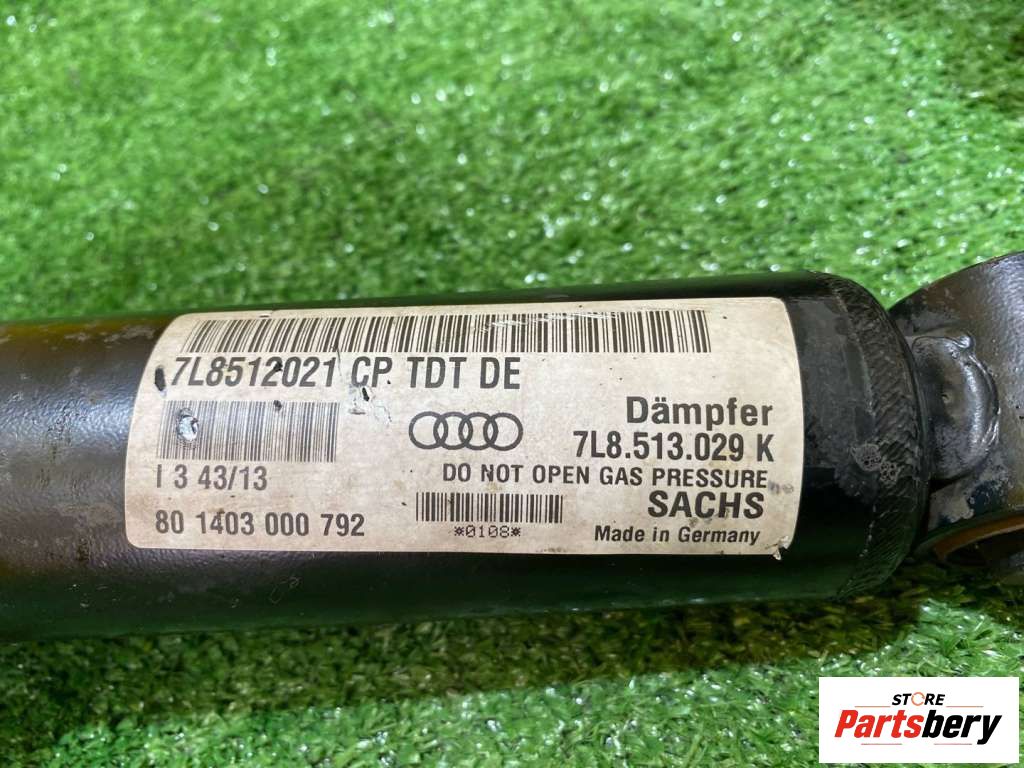 7L8512021 CP TDT DE
Dämpfer
7L8.513.029 K
I 3 43/13
DO NOT OPEN GAS PRESSURE
SACHS
80 1403 000 792
*0108*
Made in Germany
STORE
Partsbery